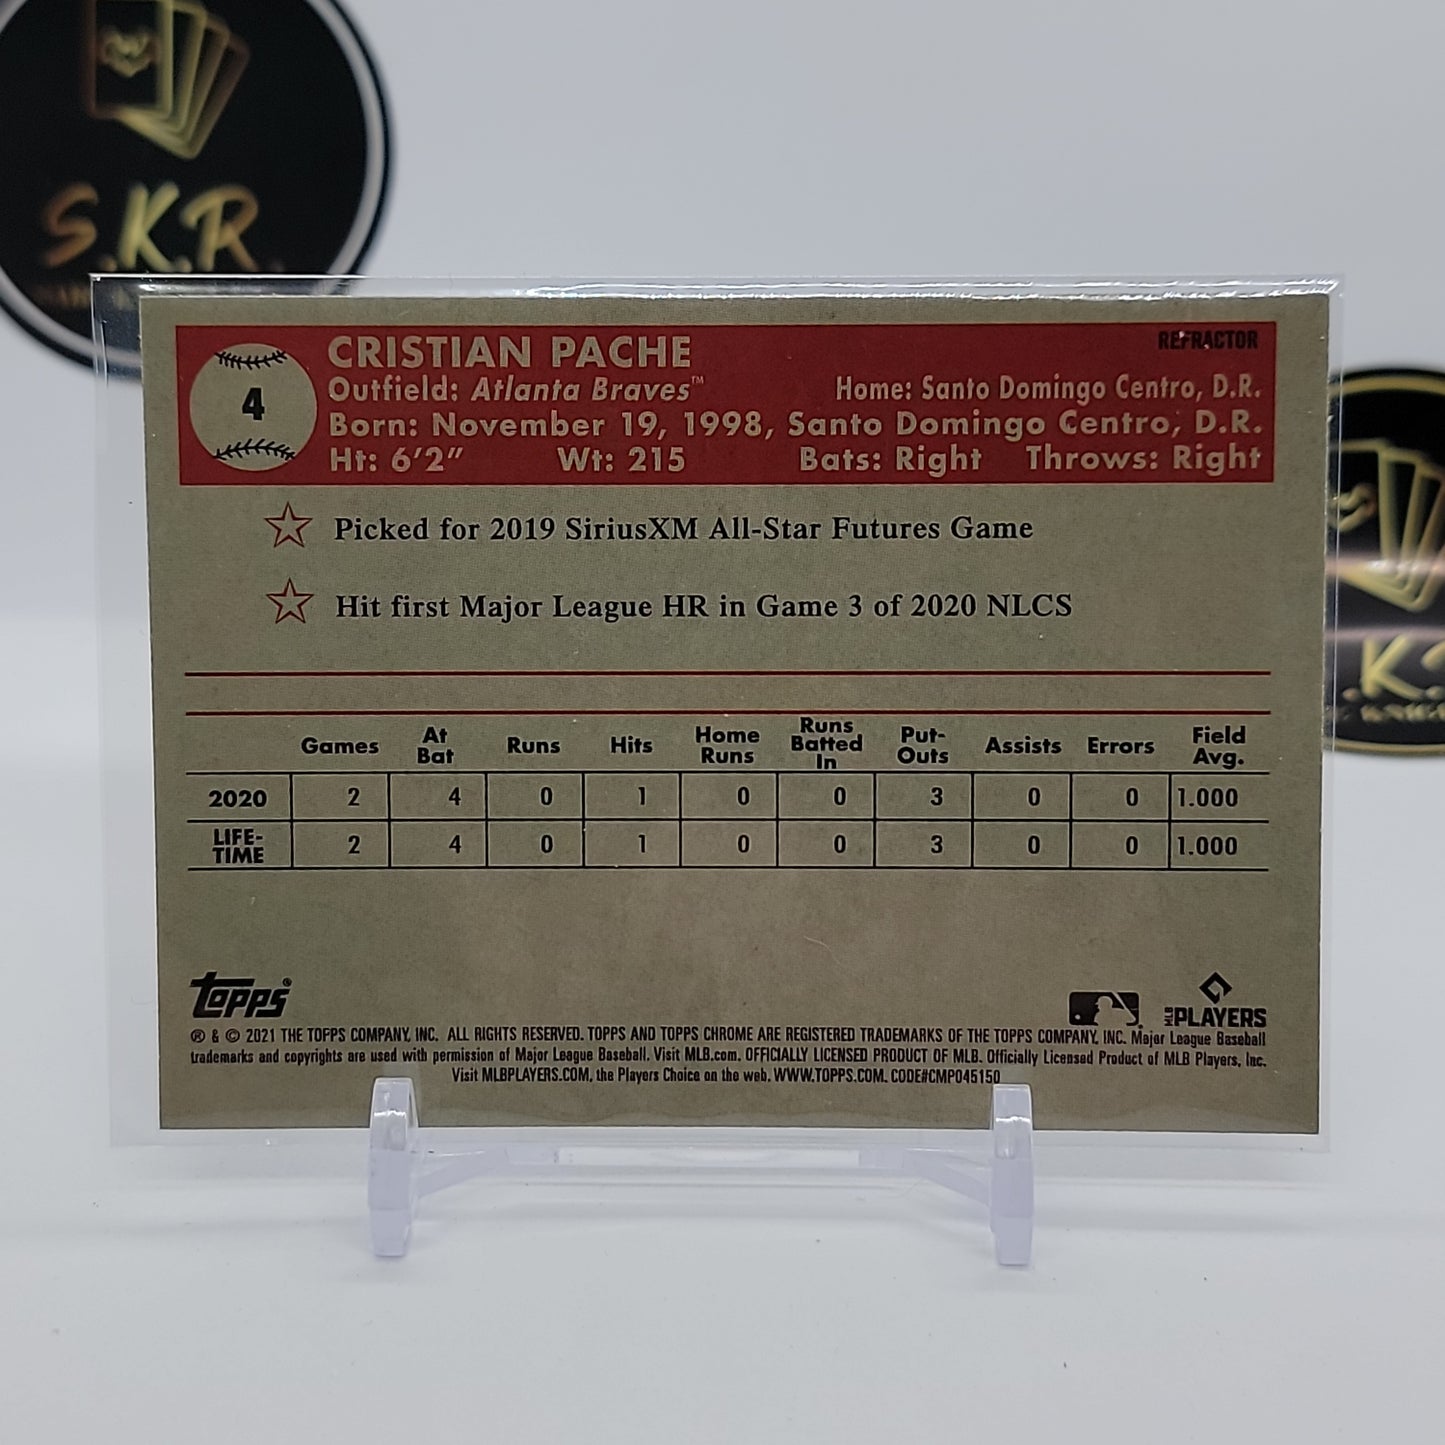 S.K.R.
REFRACTOR
4
CRISTIAN PACHE
Outfield: Atlanta Braves™ Home: Santo Domingo Centro, D.R.
Born: November 19, 1998, Santo Domingo Centro, D.R.
Ht: 6'2" Wt: 215 Bats: Right Throws: Right
Picked for 2019 SiriusXM All-Star Futures Game
Hit first Major League HR in Game 3 of 2020 NLCS
Games At Bat Runs Hits Home Runs Runs Batted In Put-Outs Assists Errors Field Avg.
2020 2 4 0 1 0 0 3 0 0 1.000
LIFE-TIME 2 4 0 1 0 0 3 0 0 1.000
Topps®
MLB PLAYERS
® & © 2021 THE TOPPS COMPANY, INC. ALL RIGHTS RESERVED. TOPPS AND TOPPS CHROME ARE REGISTERED TRADEMARKS OF THE TOPPS COMPANY, INC. Major League Baseball
trademarks and copyrights are used with permission of Major League Baseball. Visit MLB.com. OFFICIALLY LICENSED PRODUCT OF MLB. Officially Licensed Product of MLB Players, Inc.
Visit MLBPLAYERS.COM, the Players Choice on the web. WWW.TOPPS.COM. CODE#CMP045150